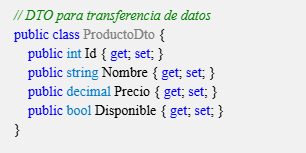 // DTO para transferencia de datos
public class ProductoDto {
public int Id { get; set; }
public string Nombre { get; set; }
public decimal Precio { get; set; }
public bool Disponible { get; set; }
}